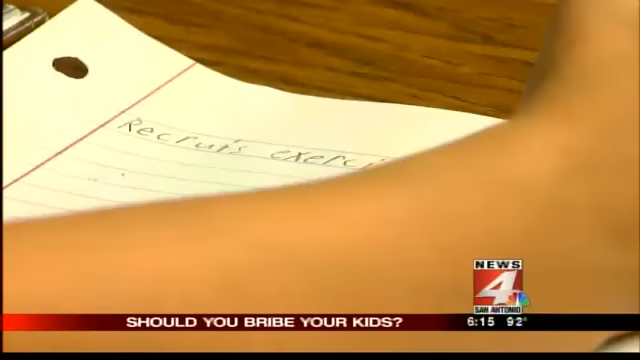 Recruits exerci
NEWS
4
SAN ANTONIO
SHOULD YOU BRIBE YOUR KIDS?
6:15 92°